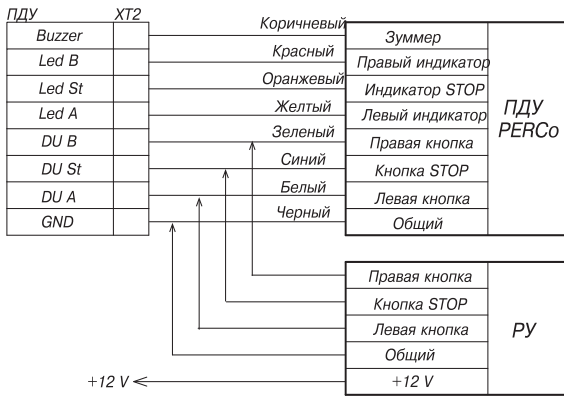 ПДУ XT2
Buzzer Коричневый Зуммер
Led B Красный Правый индикатор
Led St Оранжевый Индикатор STOP
Led A Желтый Левый индикатор
DU B Зеленый Правая кнопка
DU St Синий Кнопка STOP
DU A Белый Левая кнопка
GND Черный Общий
ПДУ
PERCo
Правая кнопка
Кнопка STOP
Левая кнопка
Общий
+12 V +12 V
РУ